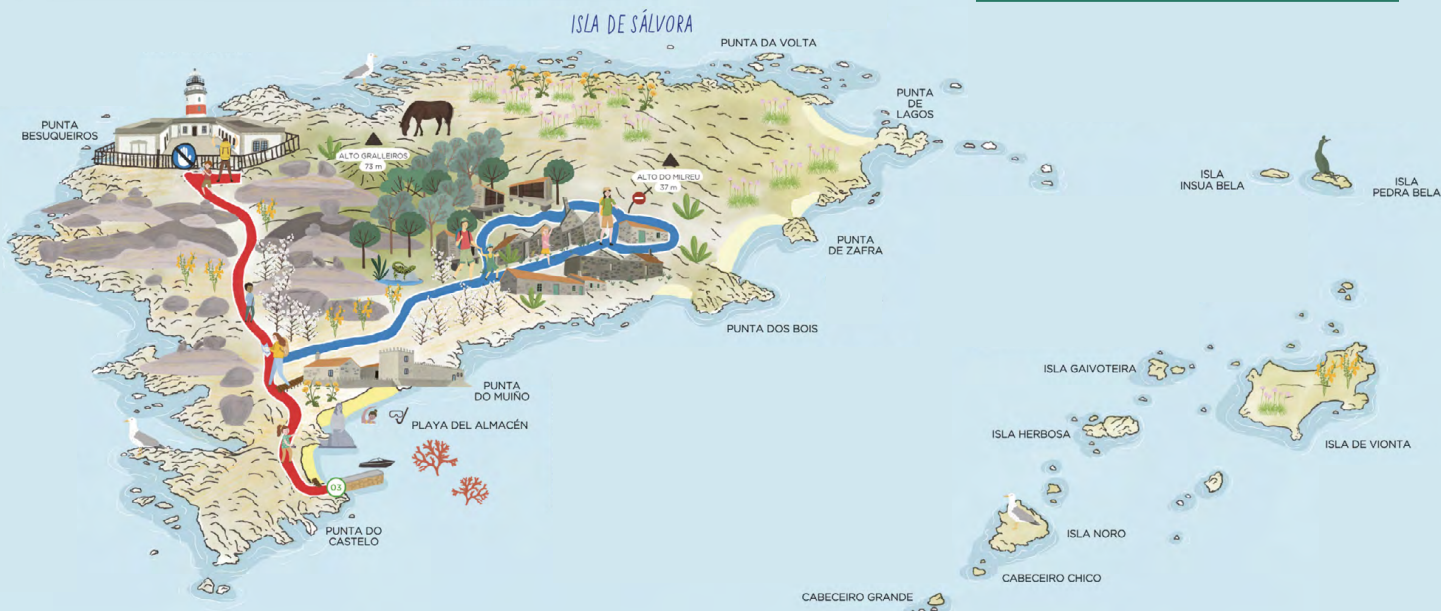 ISLA DE SÁLVORA
PUNTA DA VOLTA
PUNTA
DE
LAGOS
PUNTA
BESUQUEIROS
ALTO GRALLEIROS
73 m
ALTO DO MILREU
37 m
ISLA
INSUA BELA
ISLA
PEDRA BELA
PUNTA
DE ZAFRA
PUNTA DOS BOIS
ISLA GAIVOTEIRA
PUNTA
DO MUIÑO
PLAYA DEL ALMACÉN
ISLA HERBOSA
ISLA DE VIONTA
03
PUNTA DO
CASTELO
ISLA NORO
CABECEIRO CHICO
CABECEIRO GRANDE